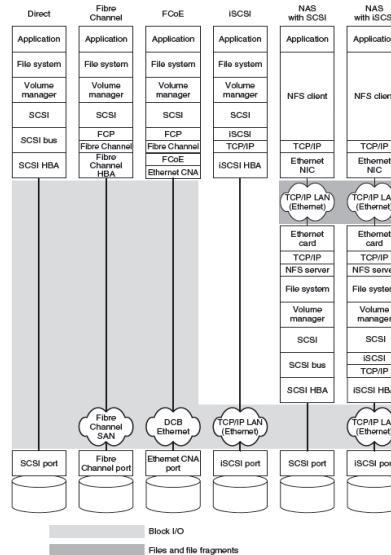 Direct
Fibre
Channel
FCoE
iSCSI
NAS
with SCSI
NAS
with iSCSI
Application
Application
Application
Application
Application
Application
File system
File system
File system
File system
NFS client
NFS client
Volume
manager
Volume
manager
Volume
manager
Volume
manager
SCSI
SCSI
SCSI
SCSI
SCSI bus
FCP
FCP
iSCSI
Fibre Channel
Fibre Channel
TCP/IP
TCP/IP
TCP/IP
SCSI HBA
Fibre
Channel
HBA
FCoE
Ethernet CNA
iSCSI HBA
Ethernet
NIC
Ethernet
NIC
TCP/IP LAN
(Ethernet)
TCP/IP LAN
(Ethernet)
Ethernet
card
Ethernet
card
TCP/IP
TCP/IP
NFS server
NFS server
File system
File system
Volume
manager
Volume
manager
SCSI
SCSI
SCSI bus
iSCSI
TCP/IP
SCSI HBA
iSCSI HBA
Fibre
Channel
SAN
DCB
Ethernet
TCP/IP LAN
(Ethernet)
TCP/IP LAN
(Ethernet)
SCSI port
Fibre
Channel port
Ethernet CNA
port
iSCSI port
SCSI port
iSCSI port
Block I/O
Files and file fragments